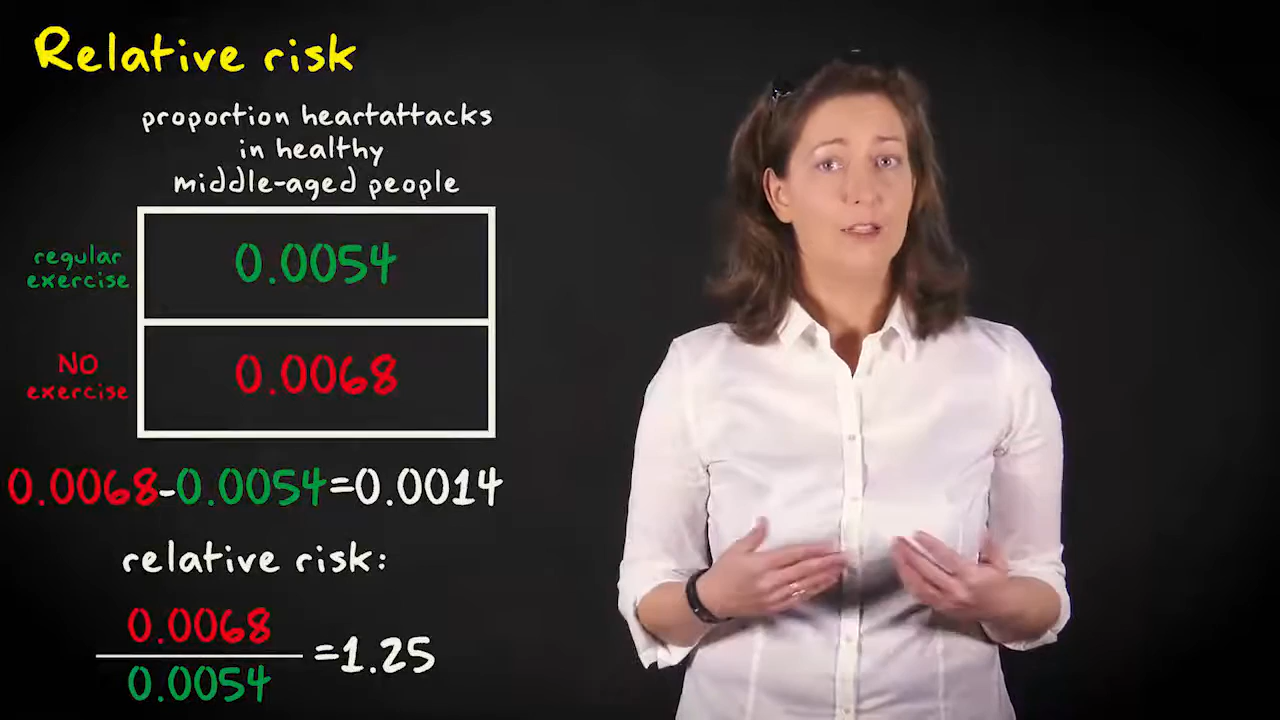 Relative risk
proportion heartattacks
in healthy
middle-aged people
regular
exercise
0.0054
NO
exercise
0.0068
0.0068-0.0054=0.0014
relative risk:
0.0068
0.0054
=1.25